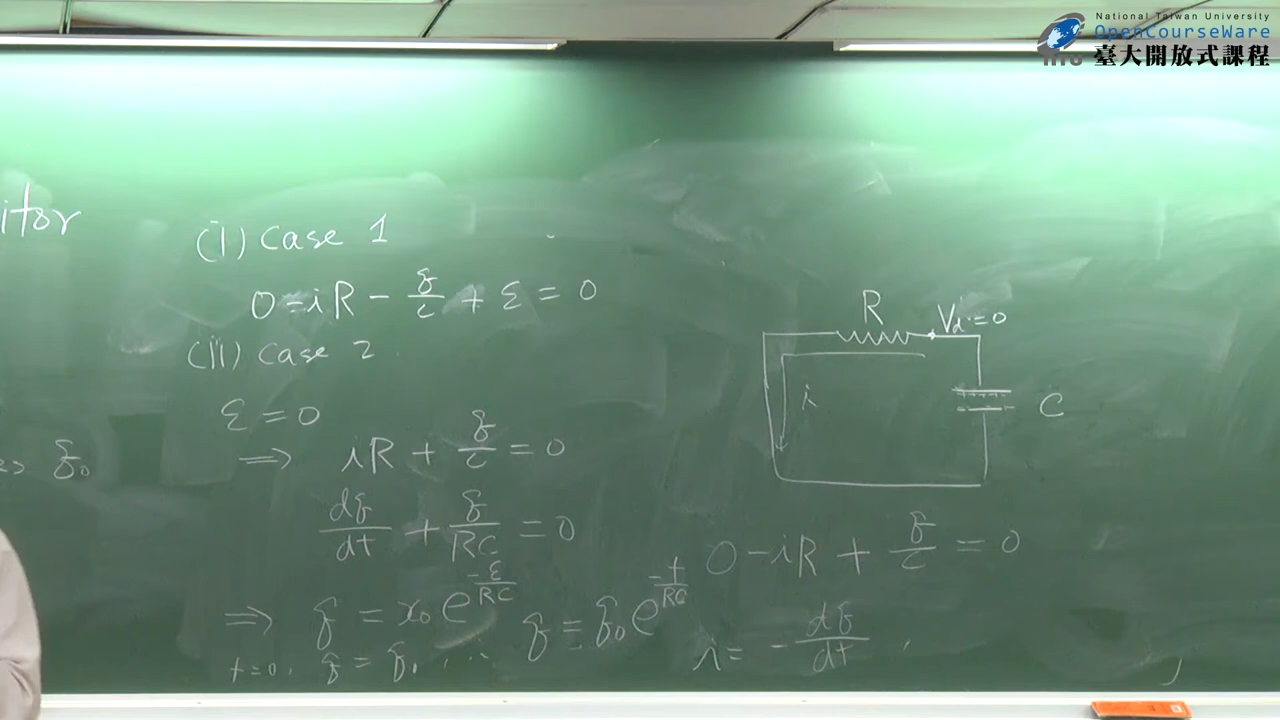 National Taiwan University
OpenCourseWare
臺大開放式課程
itor
(i) Case 1
0 - iR - q/c + ε = 0
(ii) Case 2
ε = 0
q₀
⇒ iR + q/c = 0
dq/dt + q/RC = 0
⇒ q = x₀ e^(-t/RC) q = q₀ e^(-t/RC)
t=0, q = q₀
R
Vd = 0
i
C
0 - iR + q/c = 0
i = - dq/dt